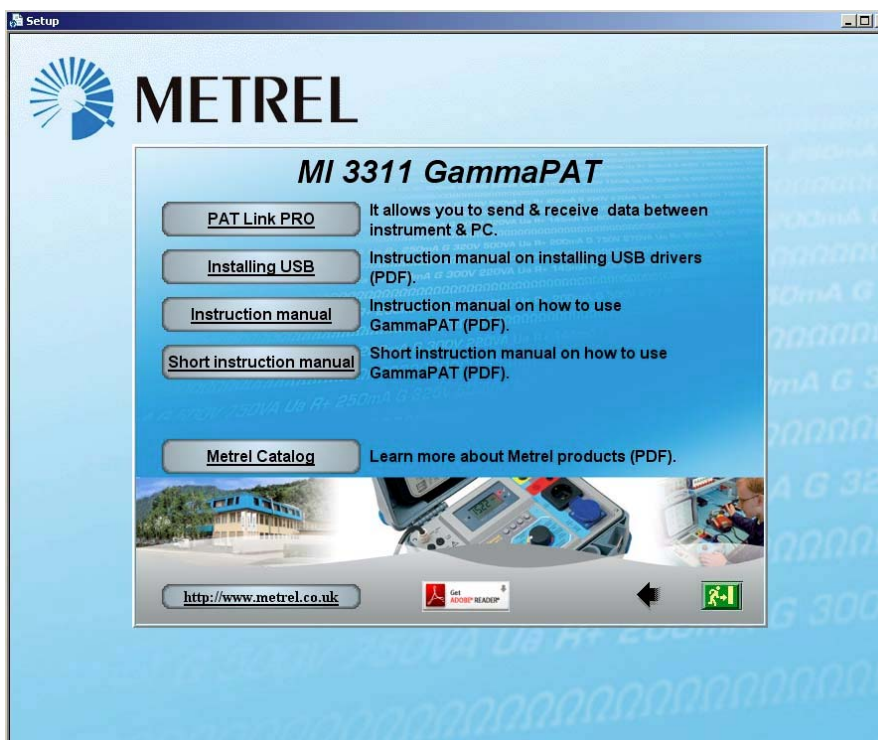 Setup
METREL
MI 3311 GammaPAT
PAT Link PRO
It allows you to send & receive data between
instrument & PC.
Installing USB
Instruction manual on installing USB drivers
(PDF).
Instruction manual
Instruction manual on how to use
GammaPAT (PDF).
Short instruction manual
Short instruction manual on how to use
GammaPAT (PDF).
Metrel Catalog
Learn more about Metrel products (PDF).
http://www.metrel.co.uk
Get
ADOBE® READER®